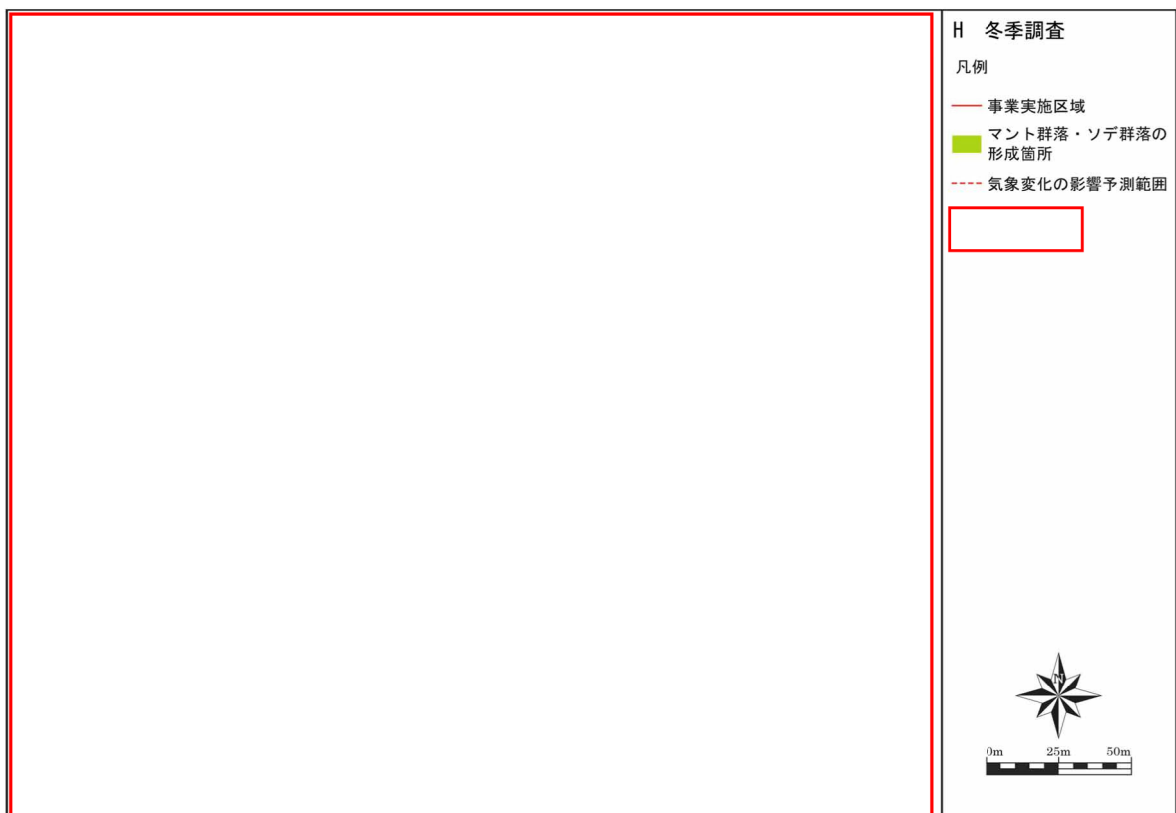 H 冬季調査
凡例
事業実施区域
マント群落・ソデ群落の
形成箇所
気象変化の影響予測範囲
N
0m 25m 50m